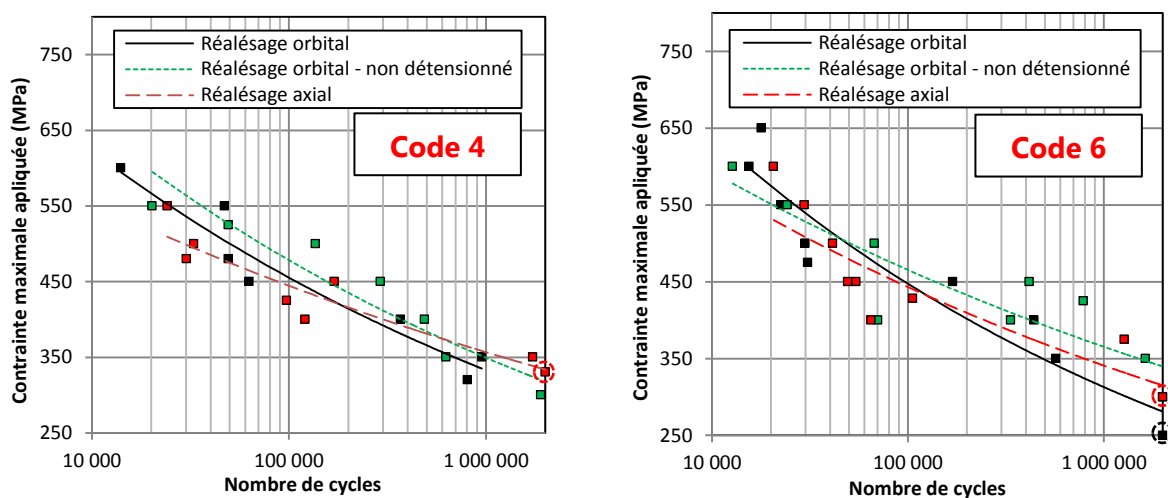 Contrainte maximale apliquée (MPa)
750
650
550
450
350
250
Réalésage orbital
Réalésage orbital - non détensionné
Réalésage axial
Code 4
10 000
100 000
1 000 000
Nombre de cycles
Contrainte maximale apliquée (MPa)
750
650
550
450
350
250
Réalésage orbital
Réalésage orbital - non détensionné
Réalésage axial
Code 6
10 000
100 000
1 000 000
Nombre de cycles